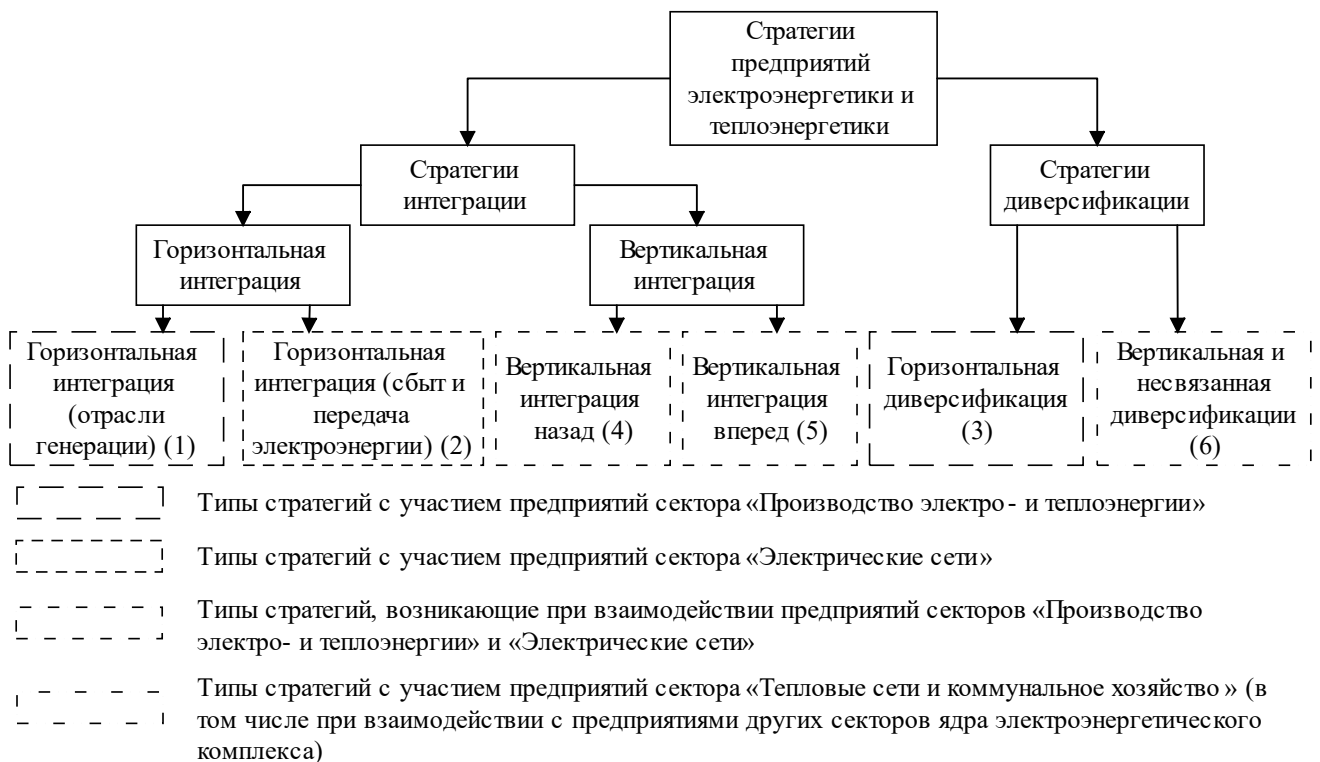 Стратегии
предприятий
электроэнергетики и
теплоэнергетики
Стратегии
интеграции
Стратегии
диверсификации
Горизонтальная
интеграция
Вертикальная
интеграция
Горизонтальная
интеграция
(отрасли
генерации) (1)
Горизонтальная
интеграция (сбыт и
передача
электроэнергии) (2)
Вертикальная
интеграция
назад (4)
Вертикальная
интеграция
вперед (5)
Горизонтальная
диверсификация
(3)
Вертикальная и
несвязанная
диверсификации
(6)
Типы стратегий с участием предприятий сектора «Производство электро- и теплоэнергии»
Типы стратегий с участием предприятий сектора «Электрические сети»
Типы стратегий, возникающие при взаимодействии предприятий секторов «Производство
электро- и теплоэнергии» и «Электрические сети»
Типы стратегий с участием предприятий сектора «Тепловые сети и коммунальное хозяйство» (в
том числе при взаимодействии с предприятиями других секторов ядра электроэнергетического
комплекса)